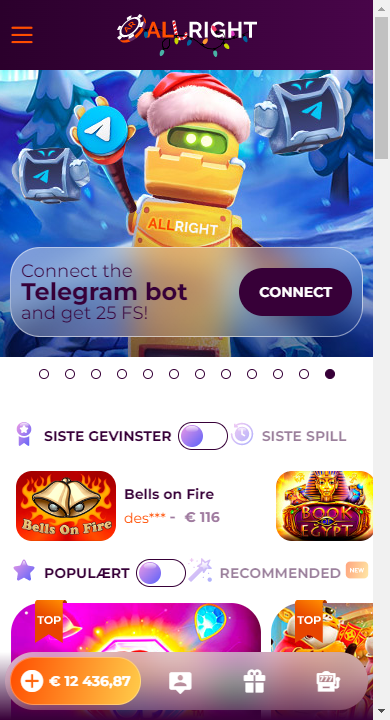 ALLRIGHT
ALLRIGHT
Connect the
Telegram bot
and get 25 FS!
CONNECT
SISTE GEVINSTER
SISTE SPILL
Bells On Fire
Bells on Fire
des*** - € 116
BOOK OF EGYPT
POPULÆRT
RECOMMENDED
NEW
TOP
TOP
€ 12 436,87
777